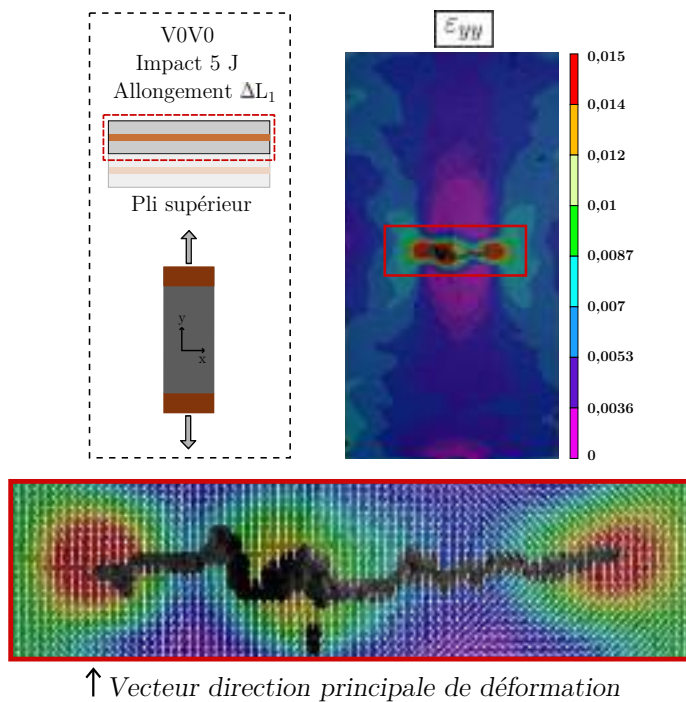 V0V0
Impact 5 J
Allongement ΔL₁
Pli supérieur
y
x
εyy
0,015
0,014
0,012
0,01
0,0087
0,007
0,0053
0,0036
0
↑ Vecteur direction principale de déformation